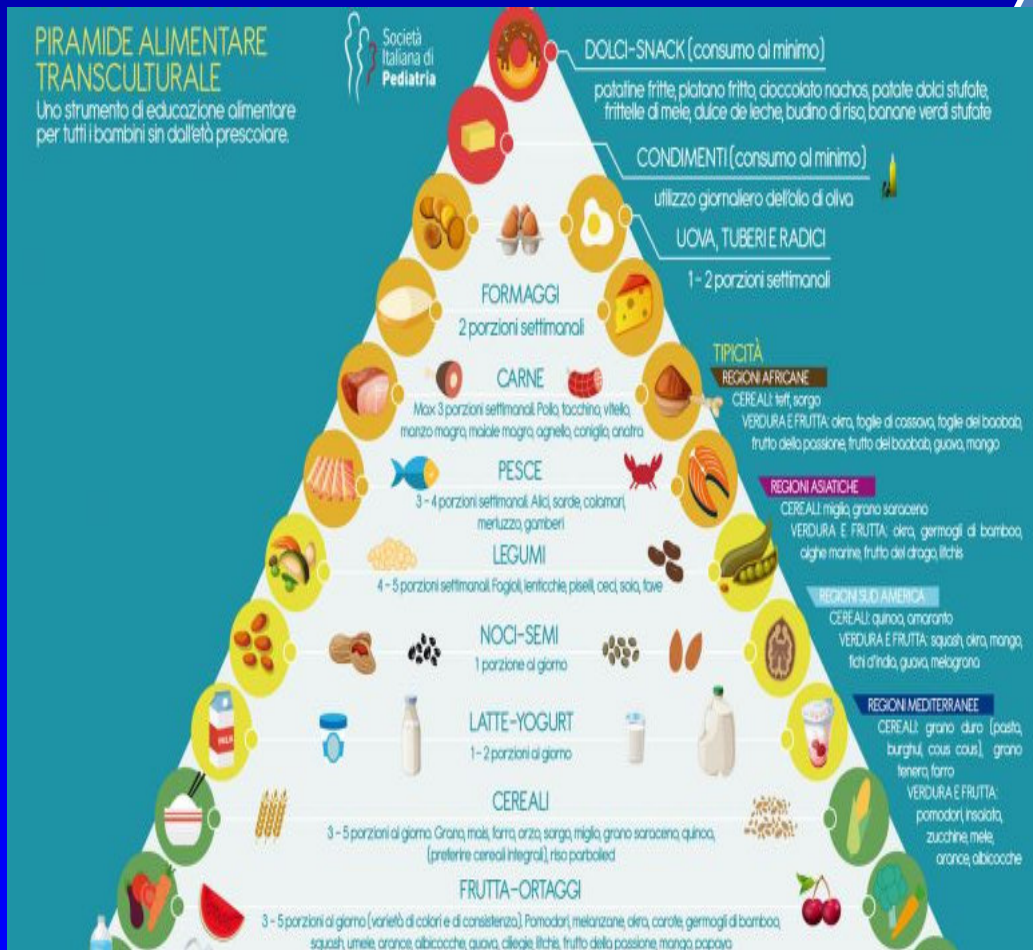 PIRAMIDE ALIMENTARE
TRANSCULTURALE
Uno strumento di educazione alimentare
per tutti i bambini sin dall'età prescolare.
Società
Italiana di
Pediatria
DOLCI-SNACK (consumo al minimo)
patatine fritte, platano fritto, cioccolato nachos, patate dolci stufate,
frittelle di mele, dulce de leche, budino di riso, banane verdi stufate
CONDIMENTI (consumo al minimo)
utilizzo giornaliero dell'olio di oliva
UOVA, TUBERI E RADICI
1 - 2 porzioni settimanali
FORMAGGI
2 porzioni settimanali
CARNE
Max 3 porzioni settimanali. Pollo, tacchino, vitello,
manzo magro, maiale magro, agnello, coniglio, anatra
PESCE
3 - 4 porzioni settimanali. Alici, sarde, calamari,
merluzzo, gamberi
LEGUMI
4 - 5 porzioni settimanali. Fagioli, lenticchie, piselli, ceci, soia, fave
NOCI-SEMI
1 porzione al giorno
LATTE-YOGURT
1 - 2 porzioni al giorno
MILK
CEREALI
3 - 5 porzioni al giorno. Grano, mais, farro, orzo, sorgo, miglio, grano saraceno, quinoa,
(preferire cereali integrali), riso parboiled
FRUTTA-ORTAGGI
3 - 5 porzioni al giorno (varietà di colori e di consistenza). Pomodori, melanzane, okra, carote, germogli di bamboo,
squash, umele, arance, albicocche, guava, ciliegie, litchis, frutto della passione, mango, papaya
TIPICITÀ
REGIONI AFRICANE
CEREALI: teff, sorgo
VERDURA E FRUTTA: okra, foglie di cassava, foglie del baobab,
frutto della passione, frutto del baobab, guava, mango
REGIONI ASIATICHE
CEREALI: miglio, grano saraceno
VERDURA E FRUTTA: okra, germogli di bamboo,
alghe marine, frutto del drago, litchis
REGIONI SUD AMERICA
CEREALI: quinoa, amaranto
VERDURA E FRUTTA: squash, okra, mango,
fichi d'india, guava, melagrana
REGIONI MEDITERRANEE
CEREALI: grano duro (pasta,
burghul, cous cous), grano
tenero, farro
VERDURA E FRUTTA:
pomodori, insalata,
zucchine, mele,
arance, albicocche